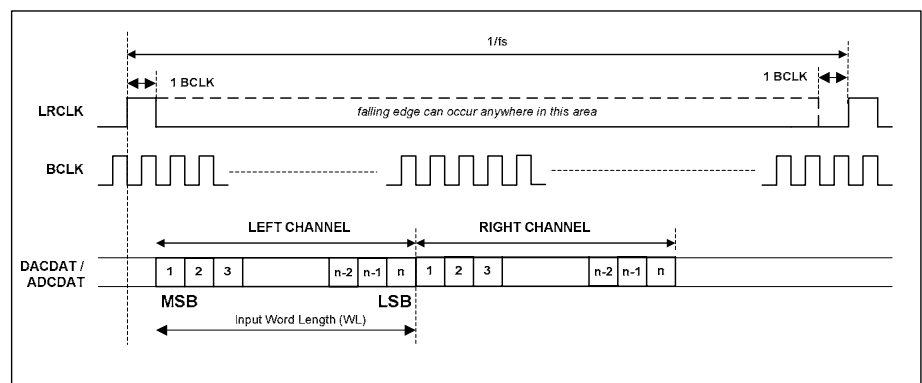 1/fs
1 BCLK 1 BCLK
LRCLK
falling edge can occur anywhere in this area
BCLK
LEFT CHANNEL RIGHT CHANNEL
DACDAT /
ADCDAT
1 2 3 n-2 n-1 n 1 2 3 n-2 n-1 n
MSB LSB
Input Word Length (WL)